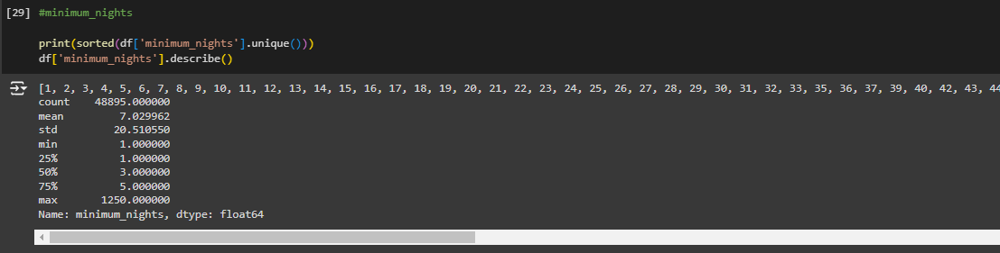 [29] #minimum_nights
print(sorted(df['minimum_nights'].unique()))
df['minimum_nights'].describe()
[1, 2, 3, 4, 5, 6, 7, 8, 9, 10, 11, 12, 13, 14, 15, 16, 17, 18, 19, 20, 21, 22, 23, 24, 25, 26, 27, 28, 29, 30, 31, 32, 33, 35, 36, 37, 39, 40, 42, 43, 44
count 48895.000000
mean 7.029962
std 20.510550
min 1.000000
25% 1.000000
50% 3.000000
75% 5.000000
max 1250.000000
Name: minimum_nights, dtype: float64